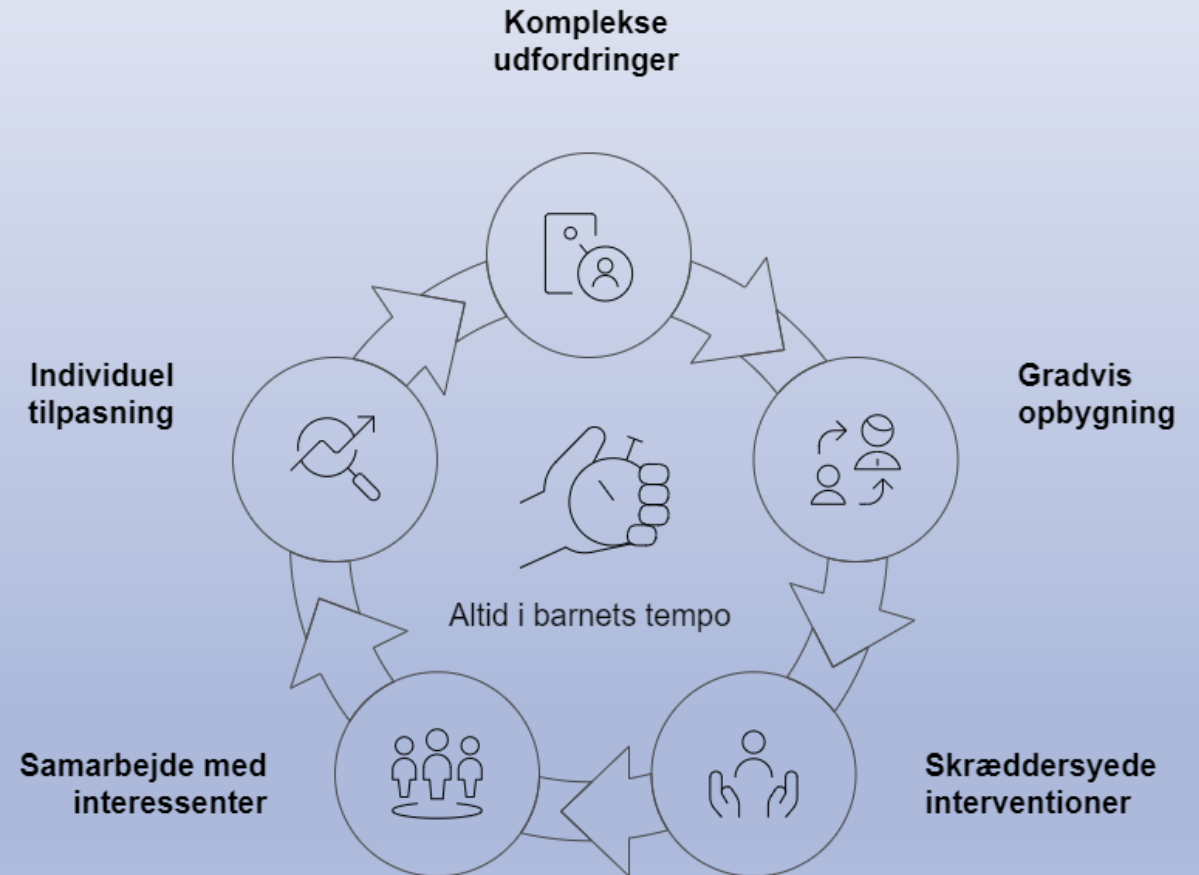 Komplekse
udfordringer
Individuel
tilpasning
Gradvis
opbygning
Altid i barnets tempo
Samarbejde med
interessenter
Skræddersyede
interventioner